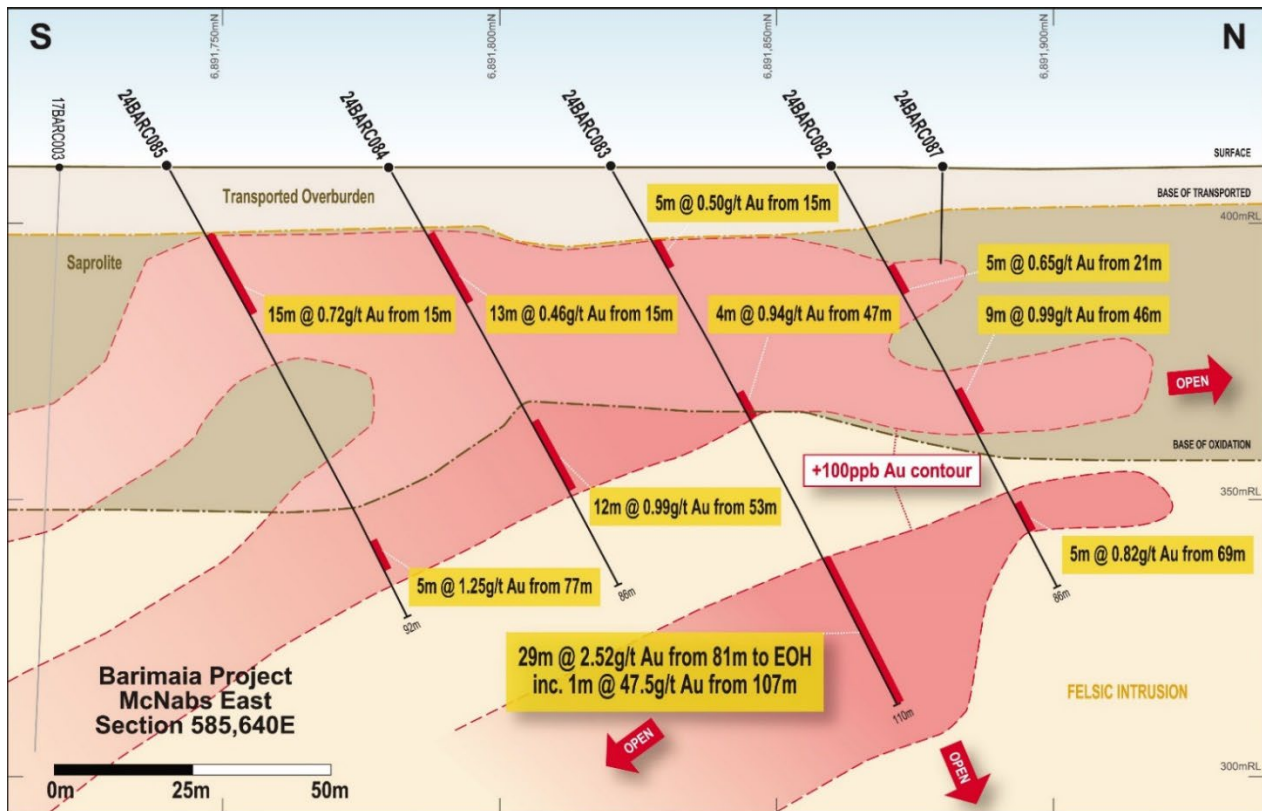 S
N
6,891,750mN
6,891,800mN
6,891,850mN
6,891,900mN
17BARC003
24BARC085
24BARC084
24BARC083
24BARC082
24BARC087
SURFACE
Transported Overburden
BASE OF TRANSPORTED
400mRL
5m @ 0.50g/t Au from 15m
Saprolite
5m @ 0.65g/t Au from 21m
15m @ 0.72g/t Au from 15m
13m @ 0.46g/t Au from 15m
4m @ 0.94g/t Au from 47m
9m @ 0.99g/t Au from 46m
OPEN
BASE OF OXIDATION
+100ppb Au contour
350mRL
12m @ 0.99g/t Au from 53m
5m @ 0.82g/t Au from 69m
5m @ 1.25g/t Au from 77m
86m
86m
92m
29m @ 2.52g/t Au from 81m to EOH
inc. 1m @ 47.5g/t Au from 107m
Barimaia Project
McNabs East
Section 585,640E
FELSIC INTRUSION
110m
OPEN
OPEN
300mRL
0m
25m
50m